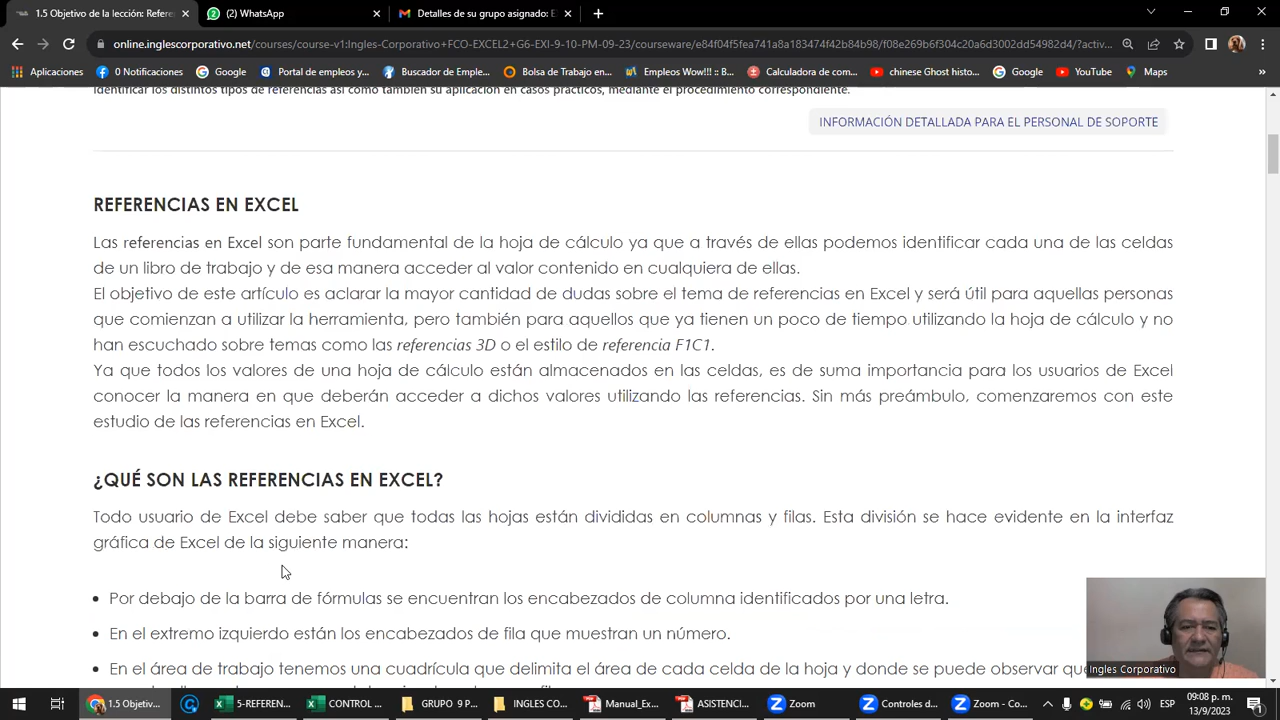 1.5 Objetivo de la lección: Refere
(2) WhatsApp
Detalles de su grupo asignado: E
online.inglescorporativo.net/courses/course-v1:Ingles-Corporativo+FCO-EXCEL2+G6-EXI-9-10-PM-09-23/courseware/e84f04f5fea741a8a183474f42b84b98/f08e269b6f304c20a6d3002dd54982d4/?activ...
Aplicaciones
0 Notificaciones
Google
Portal de empleos y...
Buscador de Emple...
Bolsa de Trabajo en...
Empleos Wow!!! :: B...
Calculadora de com...
chinese Ghost histo...
Google
YouTube
Maps
identificar los distintos tipos de referencias así como también su aplicación en casos prácticos, mediante el procedimiento correspondiente.
INFORMACIÓN DETALLADA PARA EL PERSONAL DE SOPORTE
REFERENCIAS EN EXCEL
Las referencias en Excel son parte fundamental de la hoja de cálculo ya que a través de ellas podemos identificar cada una de las celdas
de un libro de trabajo y de esa manera acceder al valor contenido en cualquiera de ellas.
El objetivo de este artículo es aclarar la mayor cantidad de dudas sobre el tema de referencias en Excel y será útil para aquellas personas
que comienzan a utilizar la herramienta, pero también para aquellos que ya tienen un poco de tiempo utilizando la hoja de cálculo y no
han escuchado sobre temas como las referencias 3D o el estilo de referencia F1C1.
Ya que todos los valores de una hoja de cálculo están almacenados en las celdas, es de suma importancia para los usuarios de Excel
conocer la manera en que deberán acceder a dichos valores utilizando las referencias. Sin más preámbulo, comenzaremos con este
estudio de las referencias en Excel.
¿QUÉ SON LAS REFERENCIAS EN EXCEL?
Todo usuario de Excel debe saber que todas las hojas están divididas en columnas y filas. Esta división se hace evidente en la interfaz
gráfica de Excel de la siguiente manera:
• Por debajo de la barra de fórmulas se encuentran los encabezados de columna identificados por una letra.
• En el extremo izquierdo están los encabezados de fila que muestran un número.
• En el área de trabajo tenemos una cuadrícula que delimita el área de cada celda de la hoja y donde se puede observar
Ingles Corporativo
1.5 Objetiv...
5-REFEREN...
CONTROL ...
GRUPO 9 P...
INGLES CO...
Manual_Ex...
ASISTENCI...
Zoom
Controles d...
Zoom - Co...
ESP
09:08 p. m.
13/9/2023